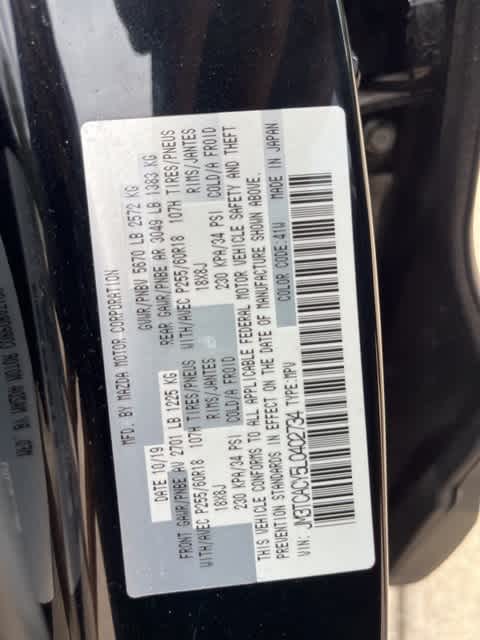 MFD. BY MAZDA MOTOR CORPORATION
DATE 10/19 GVWR/PNBV 5670 LB 2572 KG
FRONT GAWR/PNBE AV 2701 LB 1225 KG REAR GAWR/PNBE AR 3049 LB 1383 KG
WITH/AVEC P255/60R18 107H TIRES/PNEUS WITH/AVEC P255/60R18 107H TIRES/PNEUS
18X8J RIMS/JANTES 18X8J RIMS/JANTES
230 KPA/34 PSI COLD/A FROID 230 KPA/34 PSI COLD/A FROID
THIS VEHICLE CONFORMS TO ALL APPLICABLE FEDERAL MOTOR VEHICLE SAFETY AND THEFT
PREVENTION STANDARDS IN EFFECT ON THE DATE OF MANUFACTURE SHOWN ABOVE.
COLOR CODE:41W MADE IN JAPAN
VIN: JM3TCACY5L0402734 TYPE:MPV